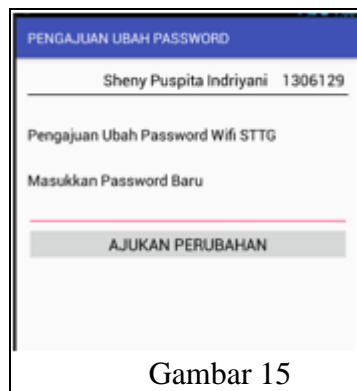 PENGAJUAN UBAH PASSWORD
Sheny Puspita Indriyani 1306129
Pengajuan Ubah Password Wifi STTG
Masukkan Password Baru
AJUKAN PERUBAHAN
Gambar 15